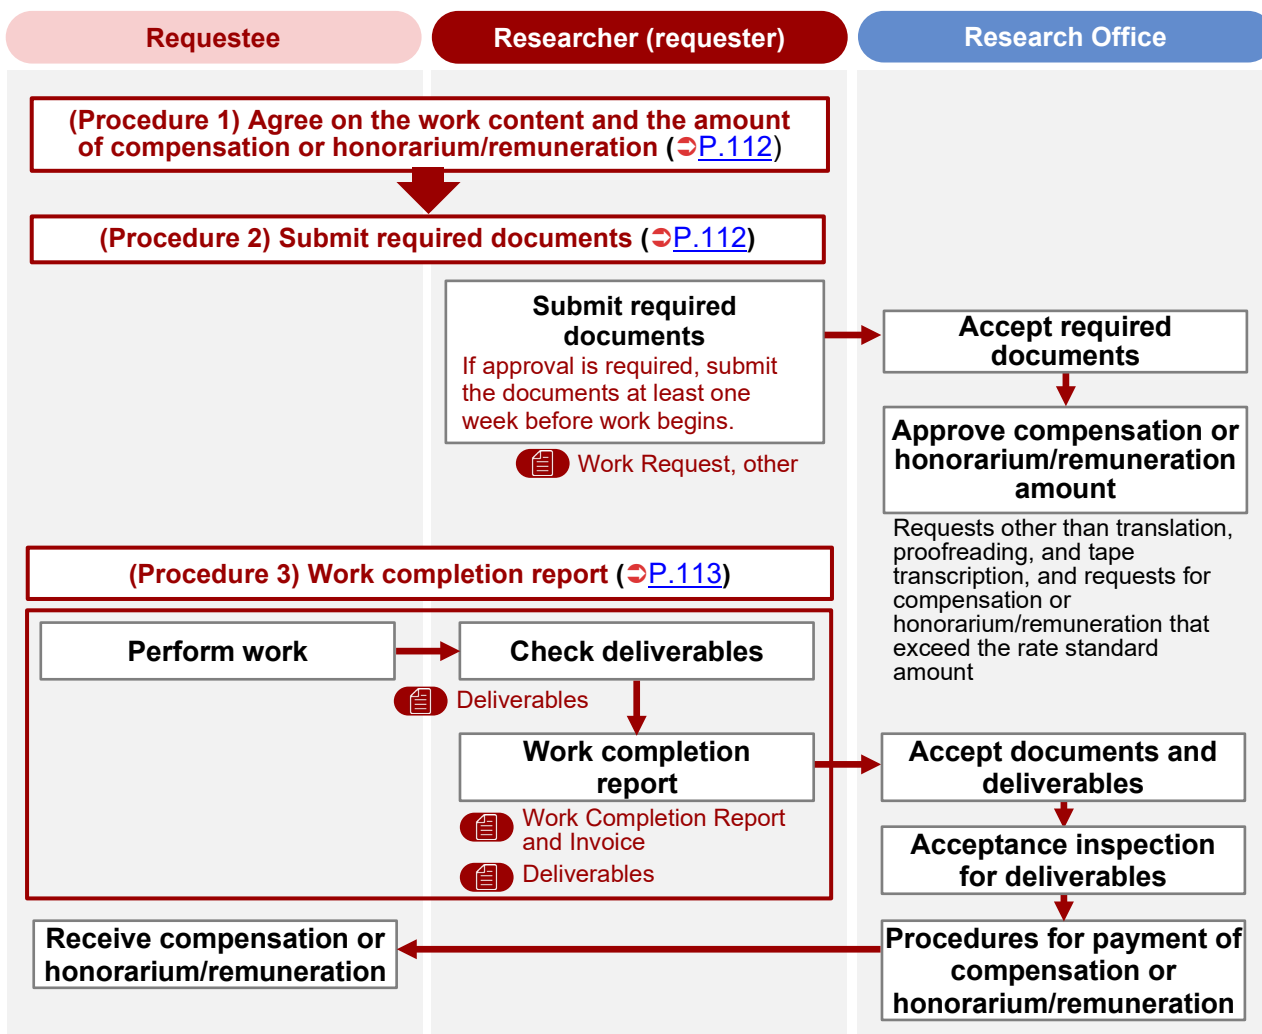 Requestee
Researcher (requester)
Research Office
(Procedure 1) Agree on the work content and the amount
of compensation or honorarium/remuneration (➲P.112)
(Procedure 2) Submit required documents (➲P.112)
Submit required
documents
If approval is required, submit
the documents at least one
week before work begins.
Work Request, other
Accept required
documents
Approve compensation or
honorarium/remuneration
amount
Requests other than translation,
proofreading, and tape
transcription, and requests for
compensation or
honorarium/remuneration that
exceed the rate standard
amount
(Procedure 3) Work completion report (➲P.113)
Perform work
Check deliverables
Deliverables
Work completion
report
Work Completion Report
and Invoice
Deliverables
Accept documents and
deliverables
Acceptance inspection
for deliverables
Procedures for payment of
compensation or
honorarium/remuneration
Receive compensation or
honorarium/remuneration